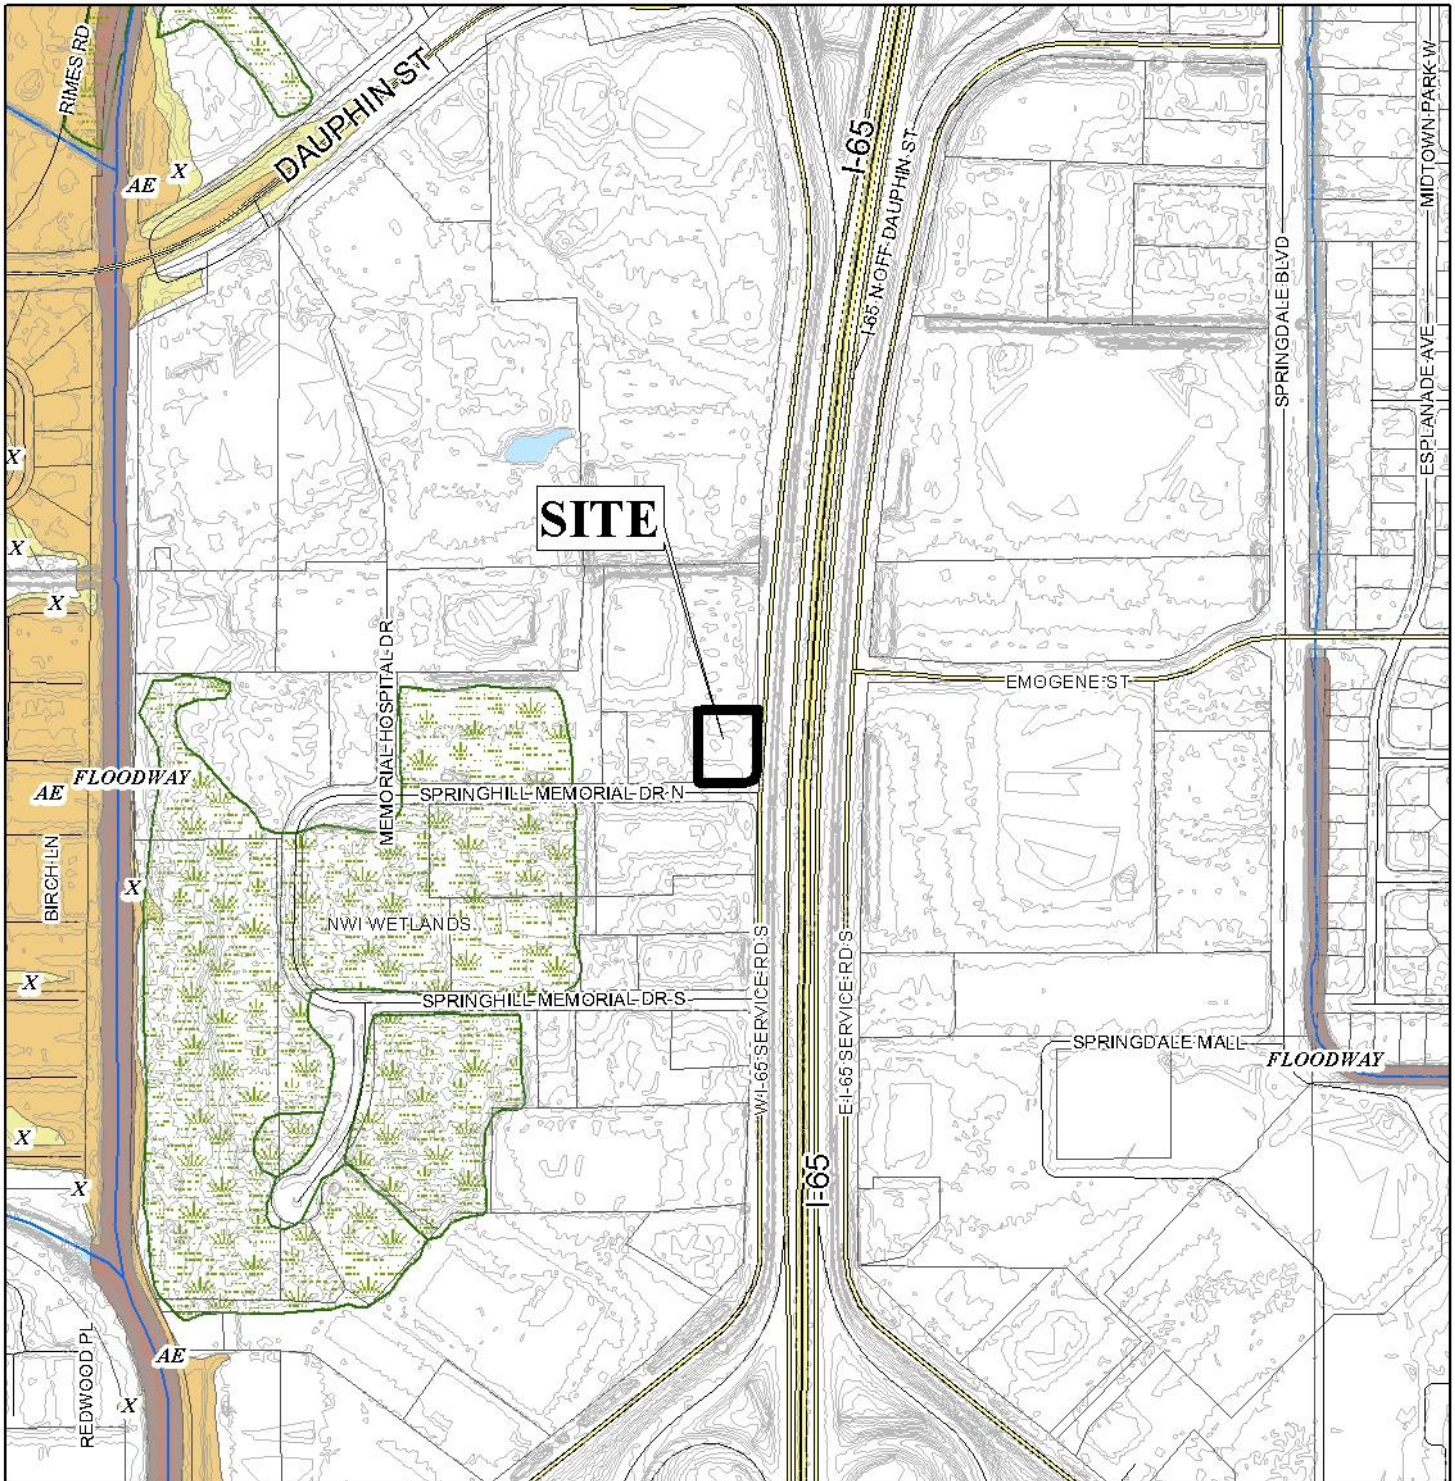 RIMES RD
DAUPHIN ST
I-65
I-65 N OFF DAUPHIN ST
SPRINGDALE BLVD
MIDTOWN PARK W
ESPLANADE AVE
X
AE
X
X
SITE
X
MEMORIAL HOSPITAL DR
EMOGENE ST
FLOODWAY
AE
SPRINGHILL MEMORIAL DR N
BIRCH LN
X
NWI WETLANDS
X
SPRINGHILL MEMORIAL DR S
W I-65 SERVICE RD S
E I-65 SERVICE RD S
SPRINGDALE MALL
FLOODWAY
X
X
I-65
AE
REDWOOD PL
X